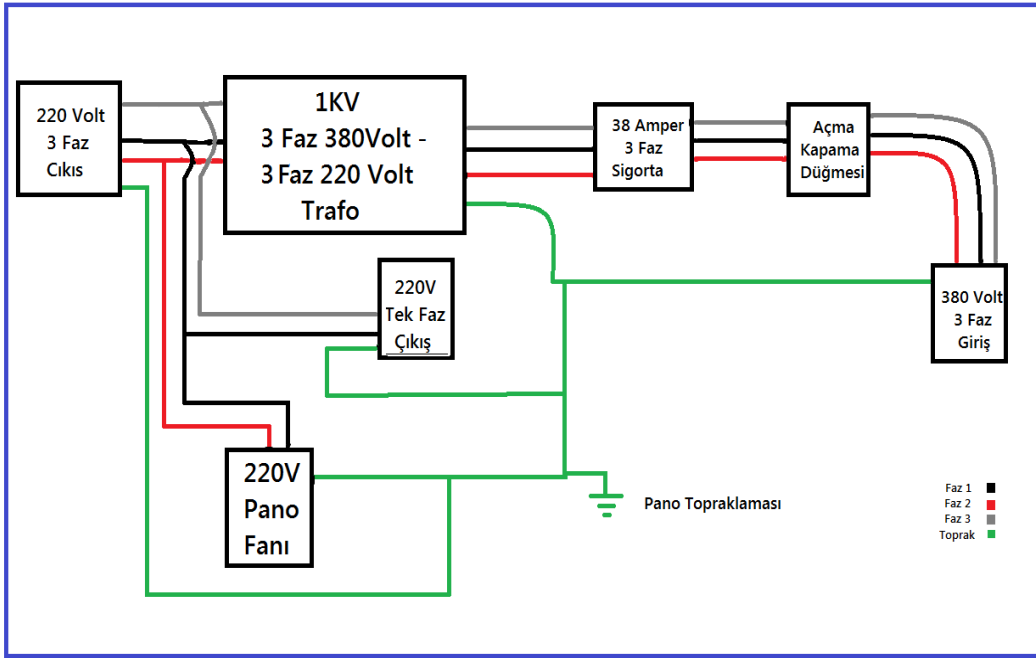 220 Volt
3 Faz
Cıkıs
1KV
3 Faz 380Volt -
3 Faz 220 Volt
Trafo
38 Amper
3 Faz
Sigorta
Açma
Kapama
Düğmesi
380 Volt
3 Faz
Giriş
220V
Tek Faz
Çıkış
220V
Pano
Fanı
Pano Topraklaması
Faz 1
Faz 2
Faz 3
Toprak